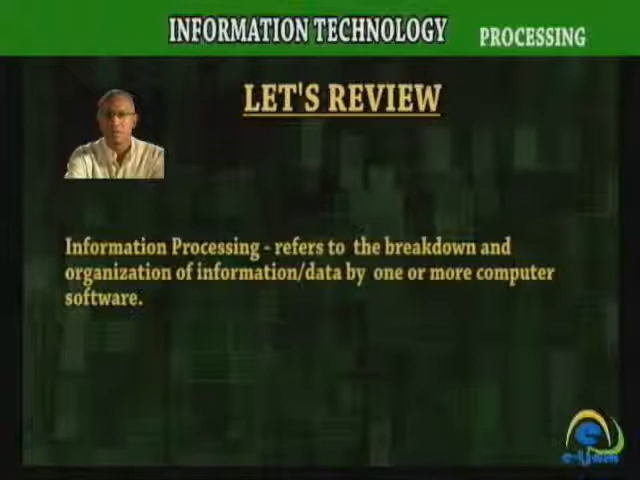 INFORMATION TECHNOLOGY PROCESSING
LET'S REVIEW
Information Processing - refers to the breakdown and
organization of information/data by one or more computer
software.